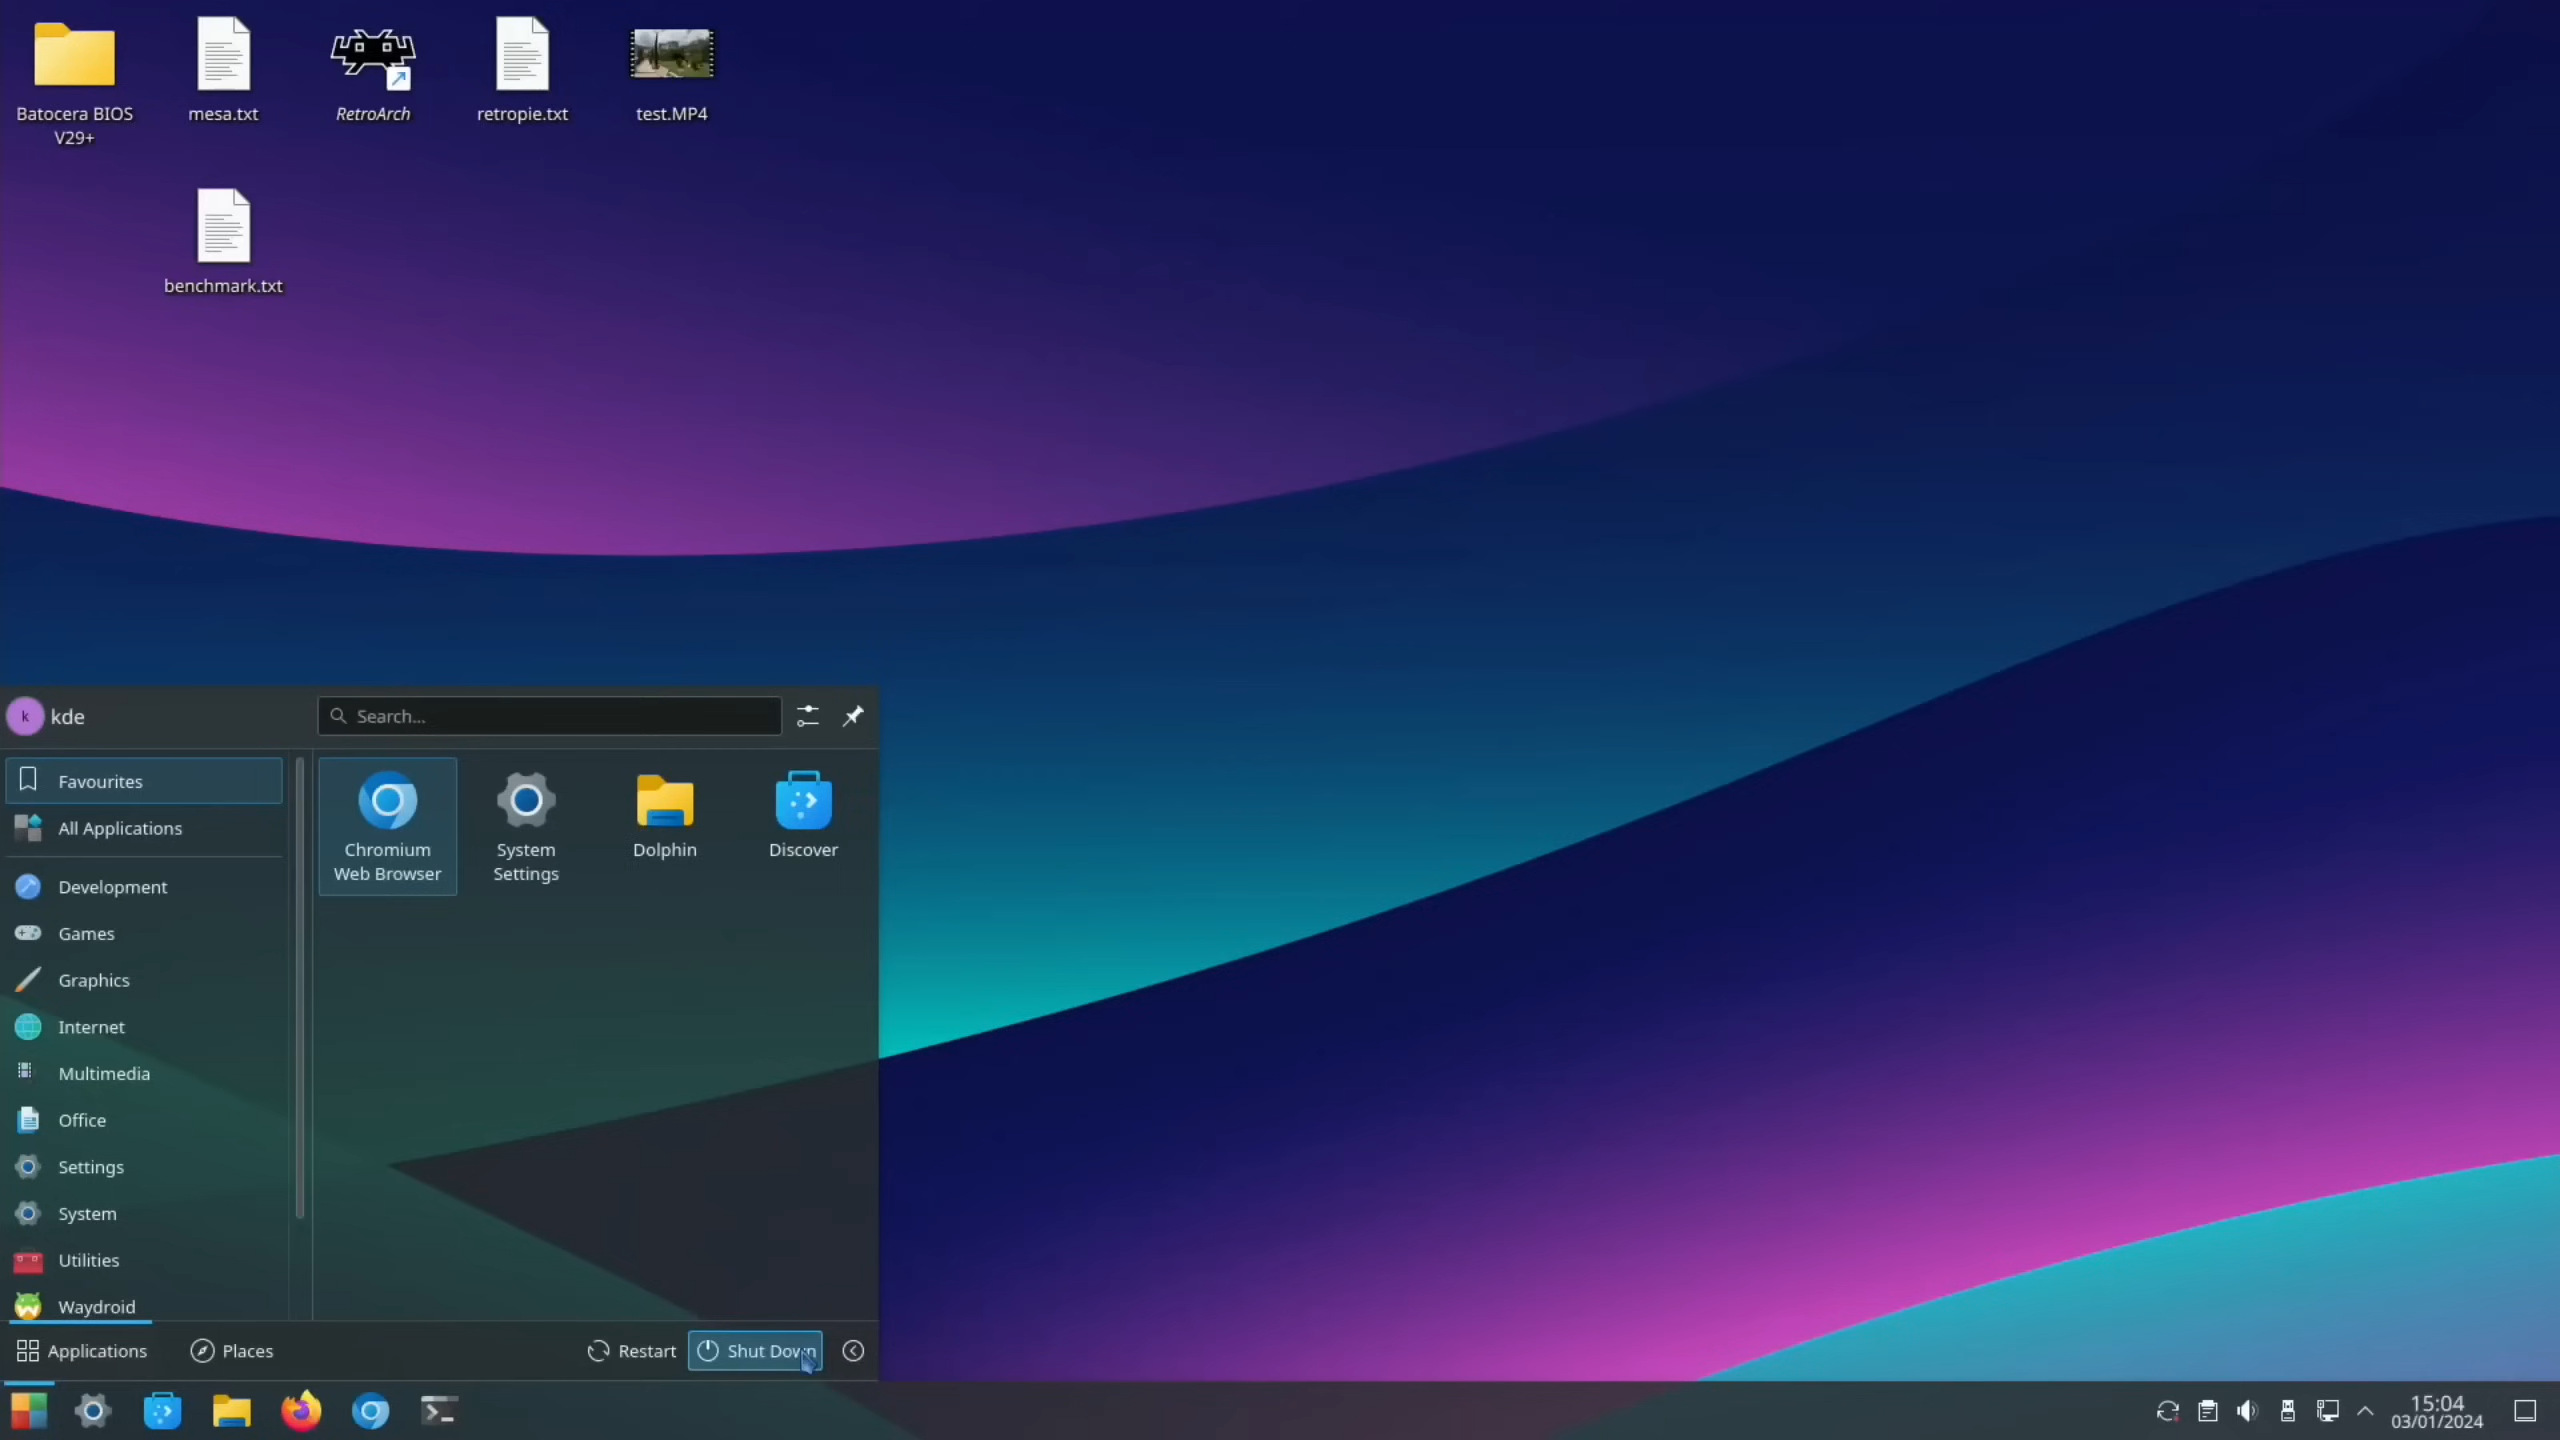 Batocera BIOS
V29+
mesa.txt
RetroArch
retropie.txt
test.MP4
benchmark.txt
k
kde
Search...
Favourites
All Applications
Development
Games
Graphics
Internet
Multimedia
Office
Settings
System
Utilities
Waydroid
Chromium
Web Browser
System
Settings
Dolphin
Discover
Applications
Places
Restart
Shut Down
15:04
03/01/2024